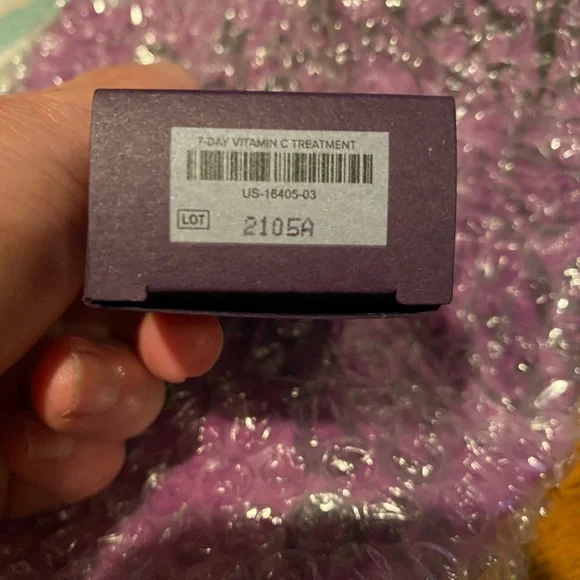 7-DAY VITAMIN C TREATMENT
US-16405-03
LOT 2105A